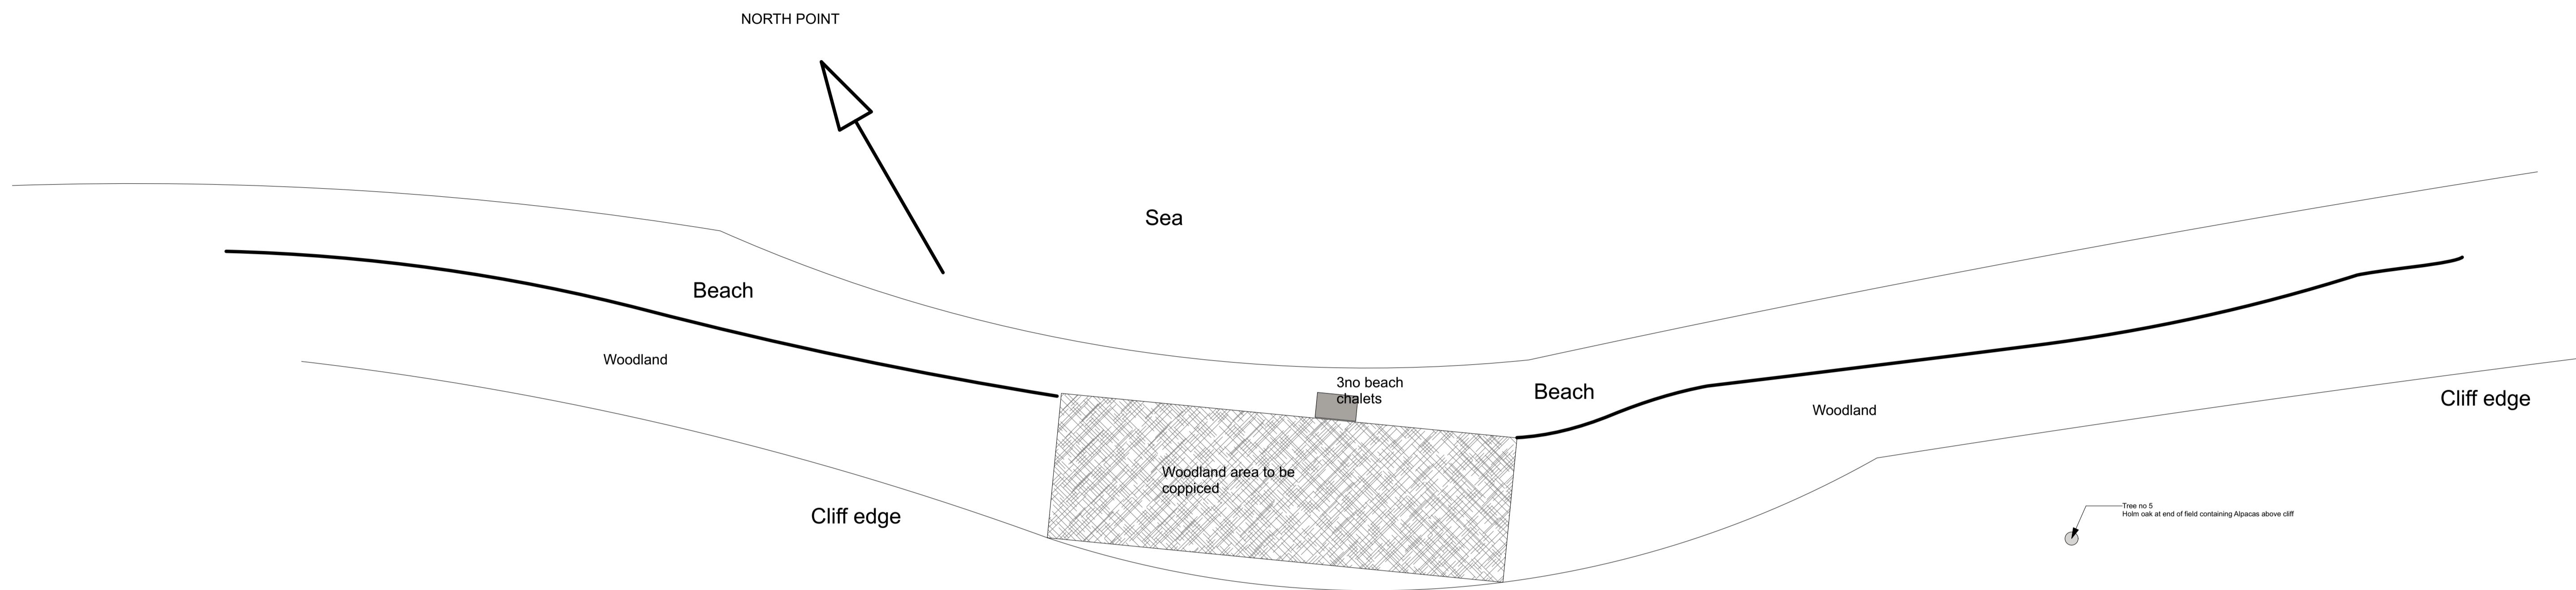 NORTH POINT
Sea
Beach
Woodland
3no beach
chalets
Beach
Woodland
Cliff edge
Woodland area to be
coppiced
Cliff edge
Tree no 5
Holm oak at end of field containing Alpacas above cliff